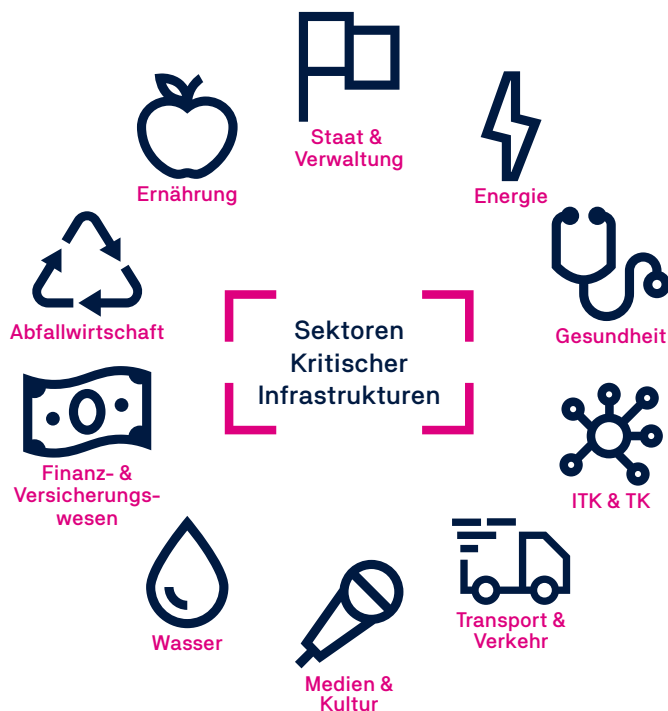 Staat &
Verwaltung
Ernährung
Energie
Abfallwirtschaft
Gesundheit
Sektoren
Kritischer
Infrastrukturen
Finanz- &
Versicherungs-
wesen
ITK & TK
Wasser
Transport &
Verkehr
Medien &
Kultur